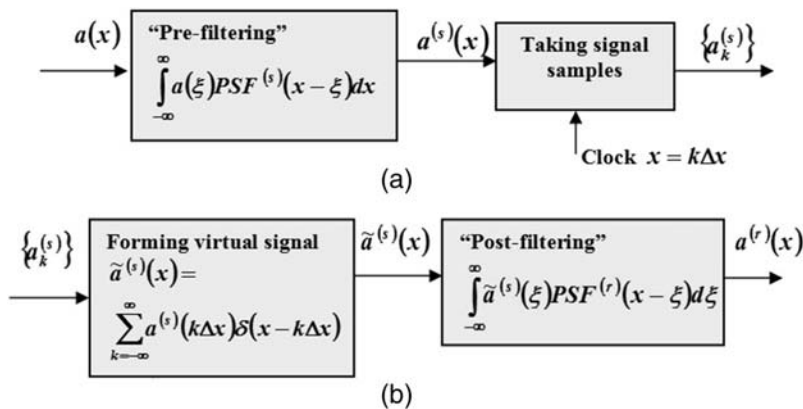 a(x)
“Pre-filtering”
∞
∫ a(ξ)PSF^(s)(x−ξ)dx
−∞
a^(s)(x)
Taking signal
samples
{a_k^(s)}
Clock x = kΔx
(a)
{a_k^(s)}
Forming virtual signal
ã^(s)(x)=
∞
∑ a^(s)(kΔx)δ(x−kΔx)
k=−∞
ã^(s)(x)
“Post-filtering”
∞
∫ ã^(s)(ξ)PSF^(r)(x−ξ)dξ
−∞
a^(r)(x)
(b)